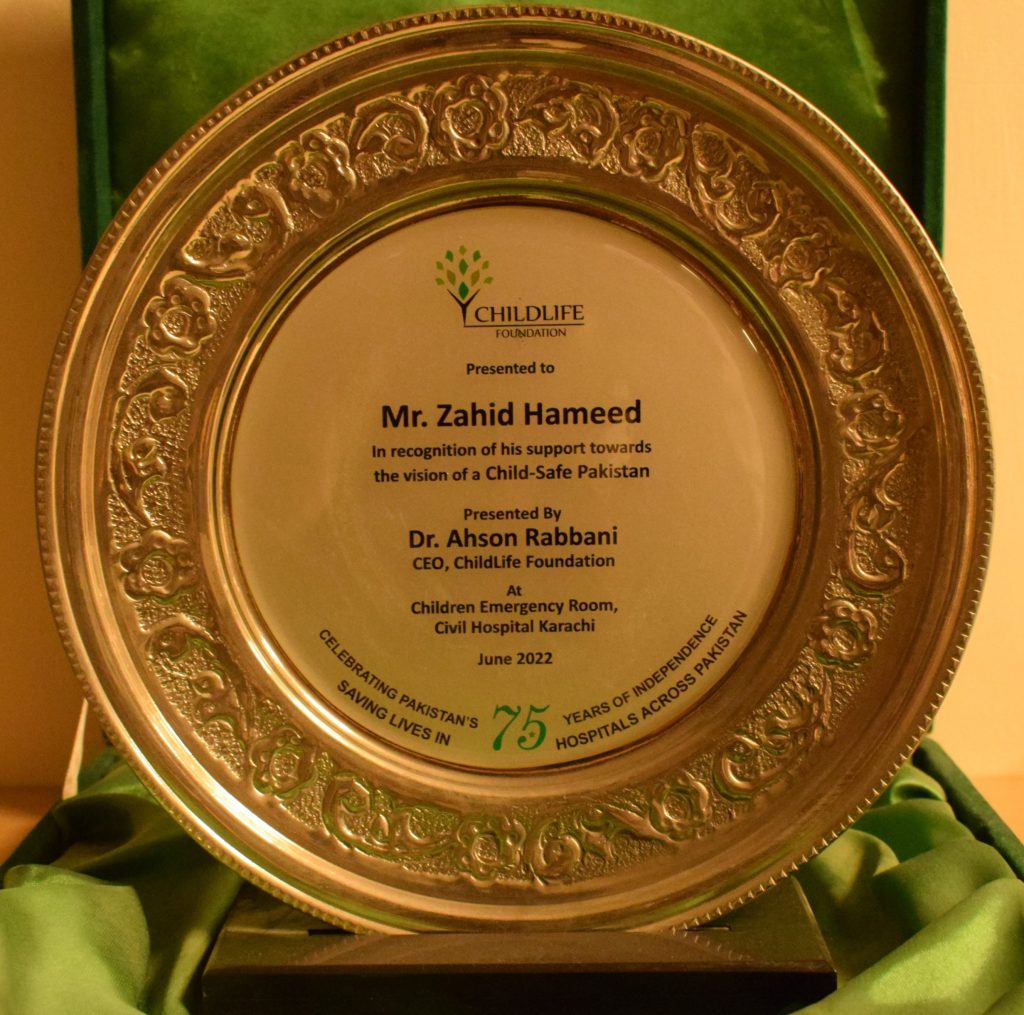 CHILDLIFE
FOUNDATION
Presented to
Mr. Zahid Hameed
In recognition of his support towards
the vision of a Child-Safe Pakistan
Presented By
Dr. Ahson Rabbani
CEO, ChildLife Foundation
At
Children Emergency Room,
Civil Hospital Karachi
June 2022
CELEBRATING PAKISTAN'S 75 YEARS OF INDEPENDENCE
SAVING LIVES IN HOSPITALS ACROSS PAKISTAN